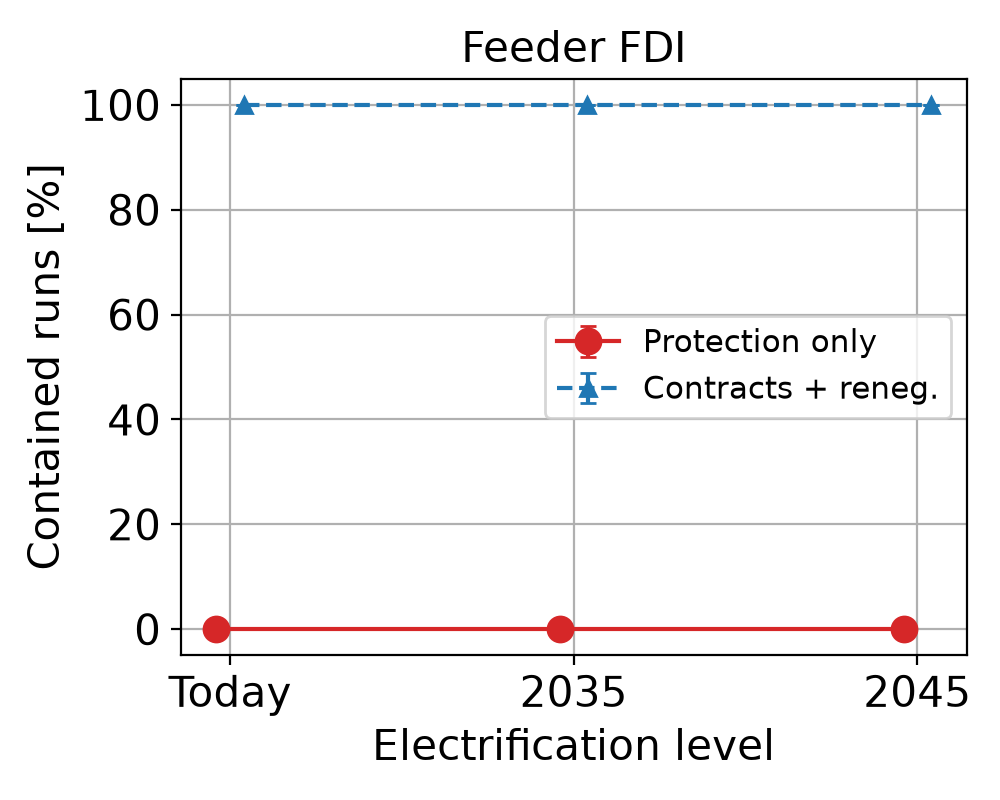 Feeder FDI
Contained runs [%]
100
80
60
40
20
0
Protection only
Contracts + reneg.
Today
2035
2045
Electrification level